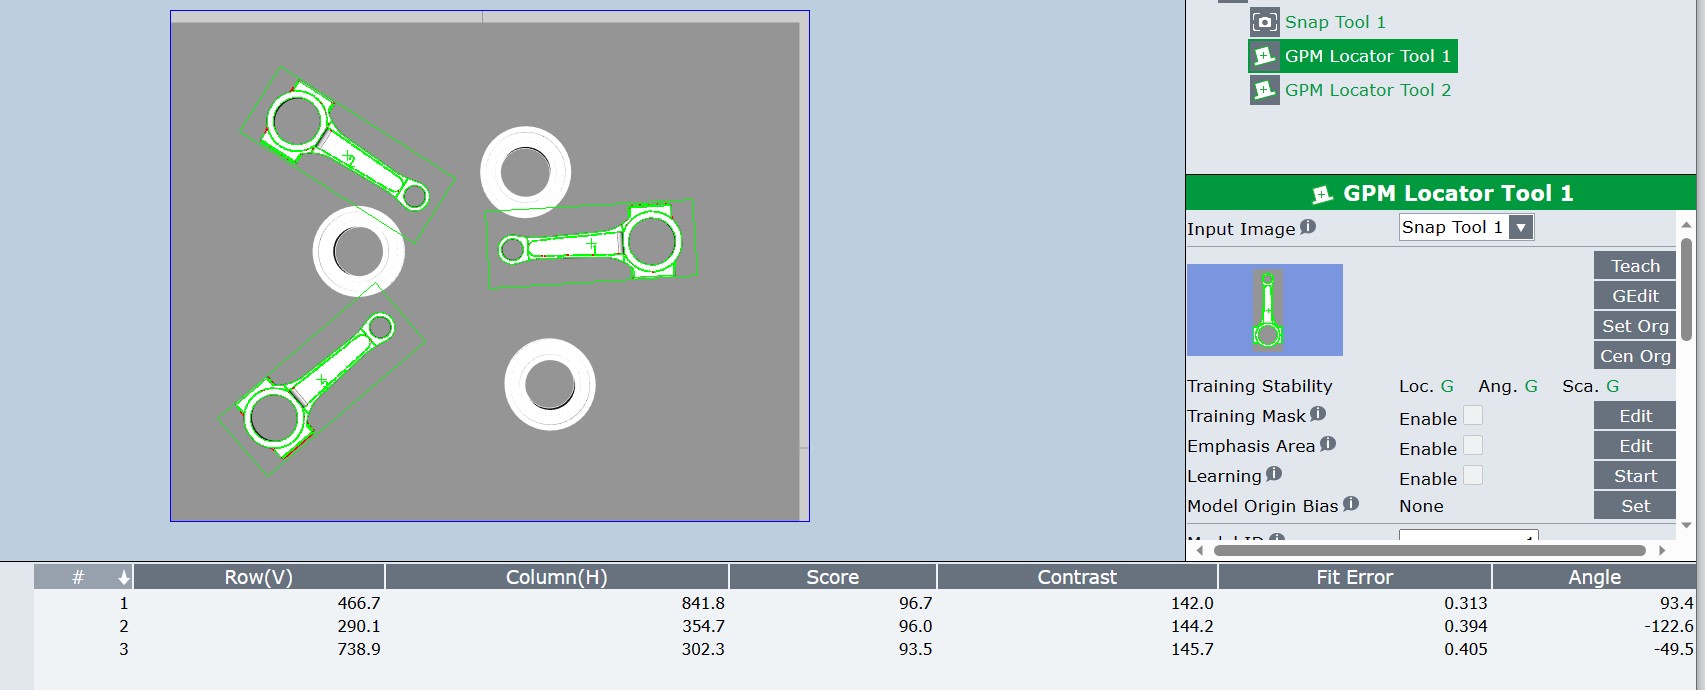 Snap Tool 1
GPM Locator Tool 1
GPM Locator Tool 2
2
1
GPM Locator Tool 1
Input Image Snap Tool 1
Teach
GEdit
Set Org
Cen Org
Training Stability Loc. G Ang. G Sca. G
Training Mask Enable Edit
Emphasis Area Enable Edit
Learning Enable Start
Model Origin Bias None Set
# Row(V) Column(H) Score Contrast Fit Error Angle
1 466.7 841.8 96.7 142.0 0.313 93.4
2 290.1 354.7 96.0 144.2 0.394 -122.6
3 738.9 302.3 93.5 145.7 0.405 -49.5